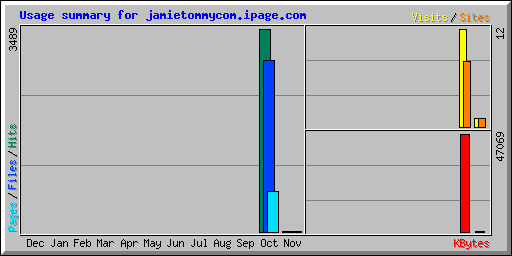 Usage summary for jamietommycom.ipage.com
Visits / Sites
3489
12
Pages / Files / Hits
47069
Dec Jan Feb Mar Apr May Jun Jul Aug Sep Oct Nov
KBytes